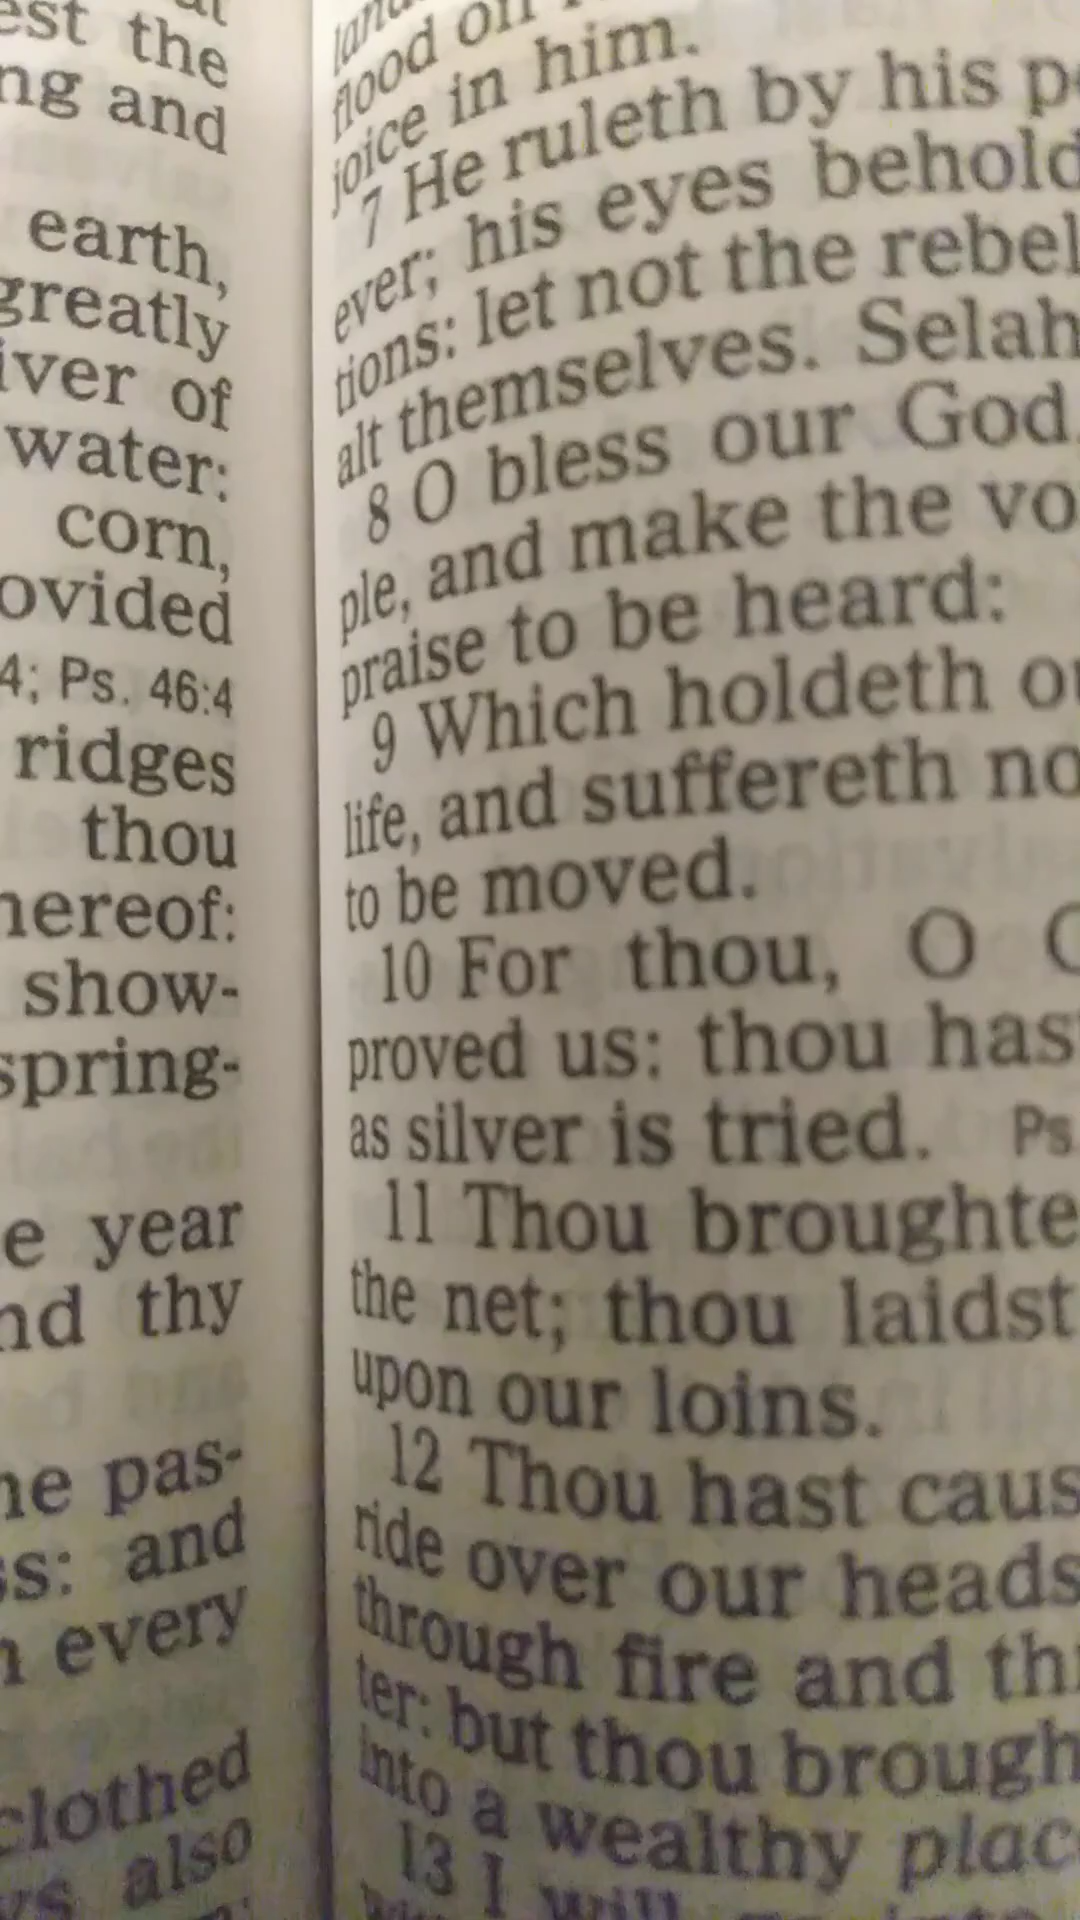 est the
ng and
earth,
greatly
iver of
water:
corn,
ovided
4; Ps. 46:4
ridges
thou
hereof:
show-
spring-
e year
nd thy
he pas-
ss: and
n every
clothed
ys also
flood on
joice in him.
7 He ruleth by his p
ever; his eyes behold
tions: let not the rebel
alt themselves. Selah
8 O bless our God,
ple, and make the vo
praise to be heard:
9 Which holdeth ou
life, and suffereth no
to be moved.
10 For thou, O G
proved us: thou has
as silver is tried. Ps.
11 Thou broughte
the net; thou laidst
upon our loins.
12 Thou hast caus
ride over our heads
through fire and th
ter: but thou brough
into a wealthy plac
13 I will